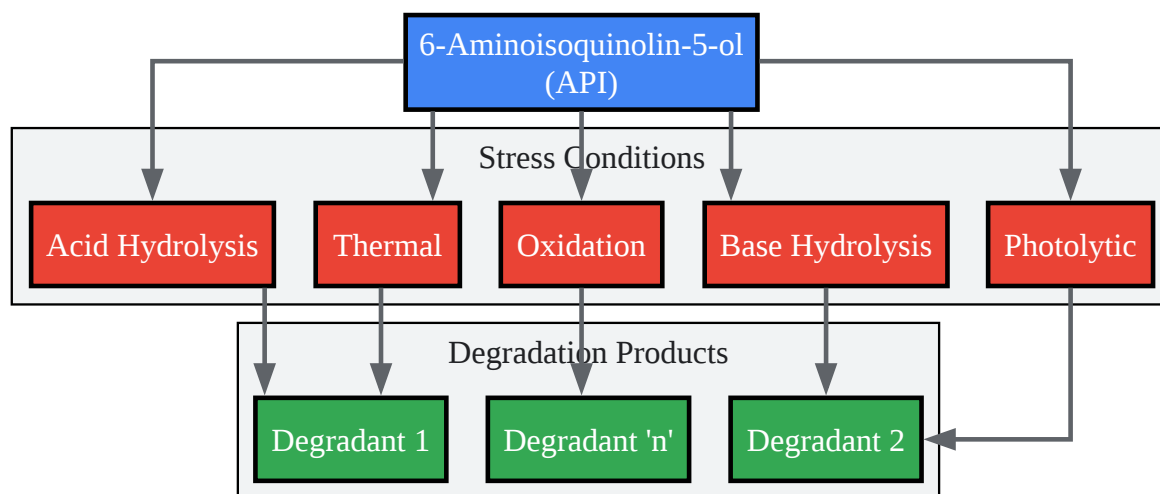 6-Aminoisoquinolin-5-ol
(API)
Stress Conditions
Acid Hydrolysis
Thermal
Oxidation
Base Hydrolysis
Photolytic
Degradation Products
Degradant 1
Degradant 'n'
Degradant 2